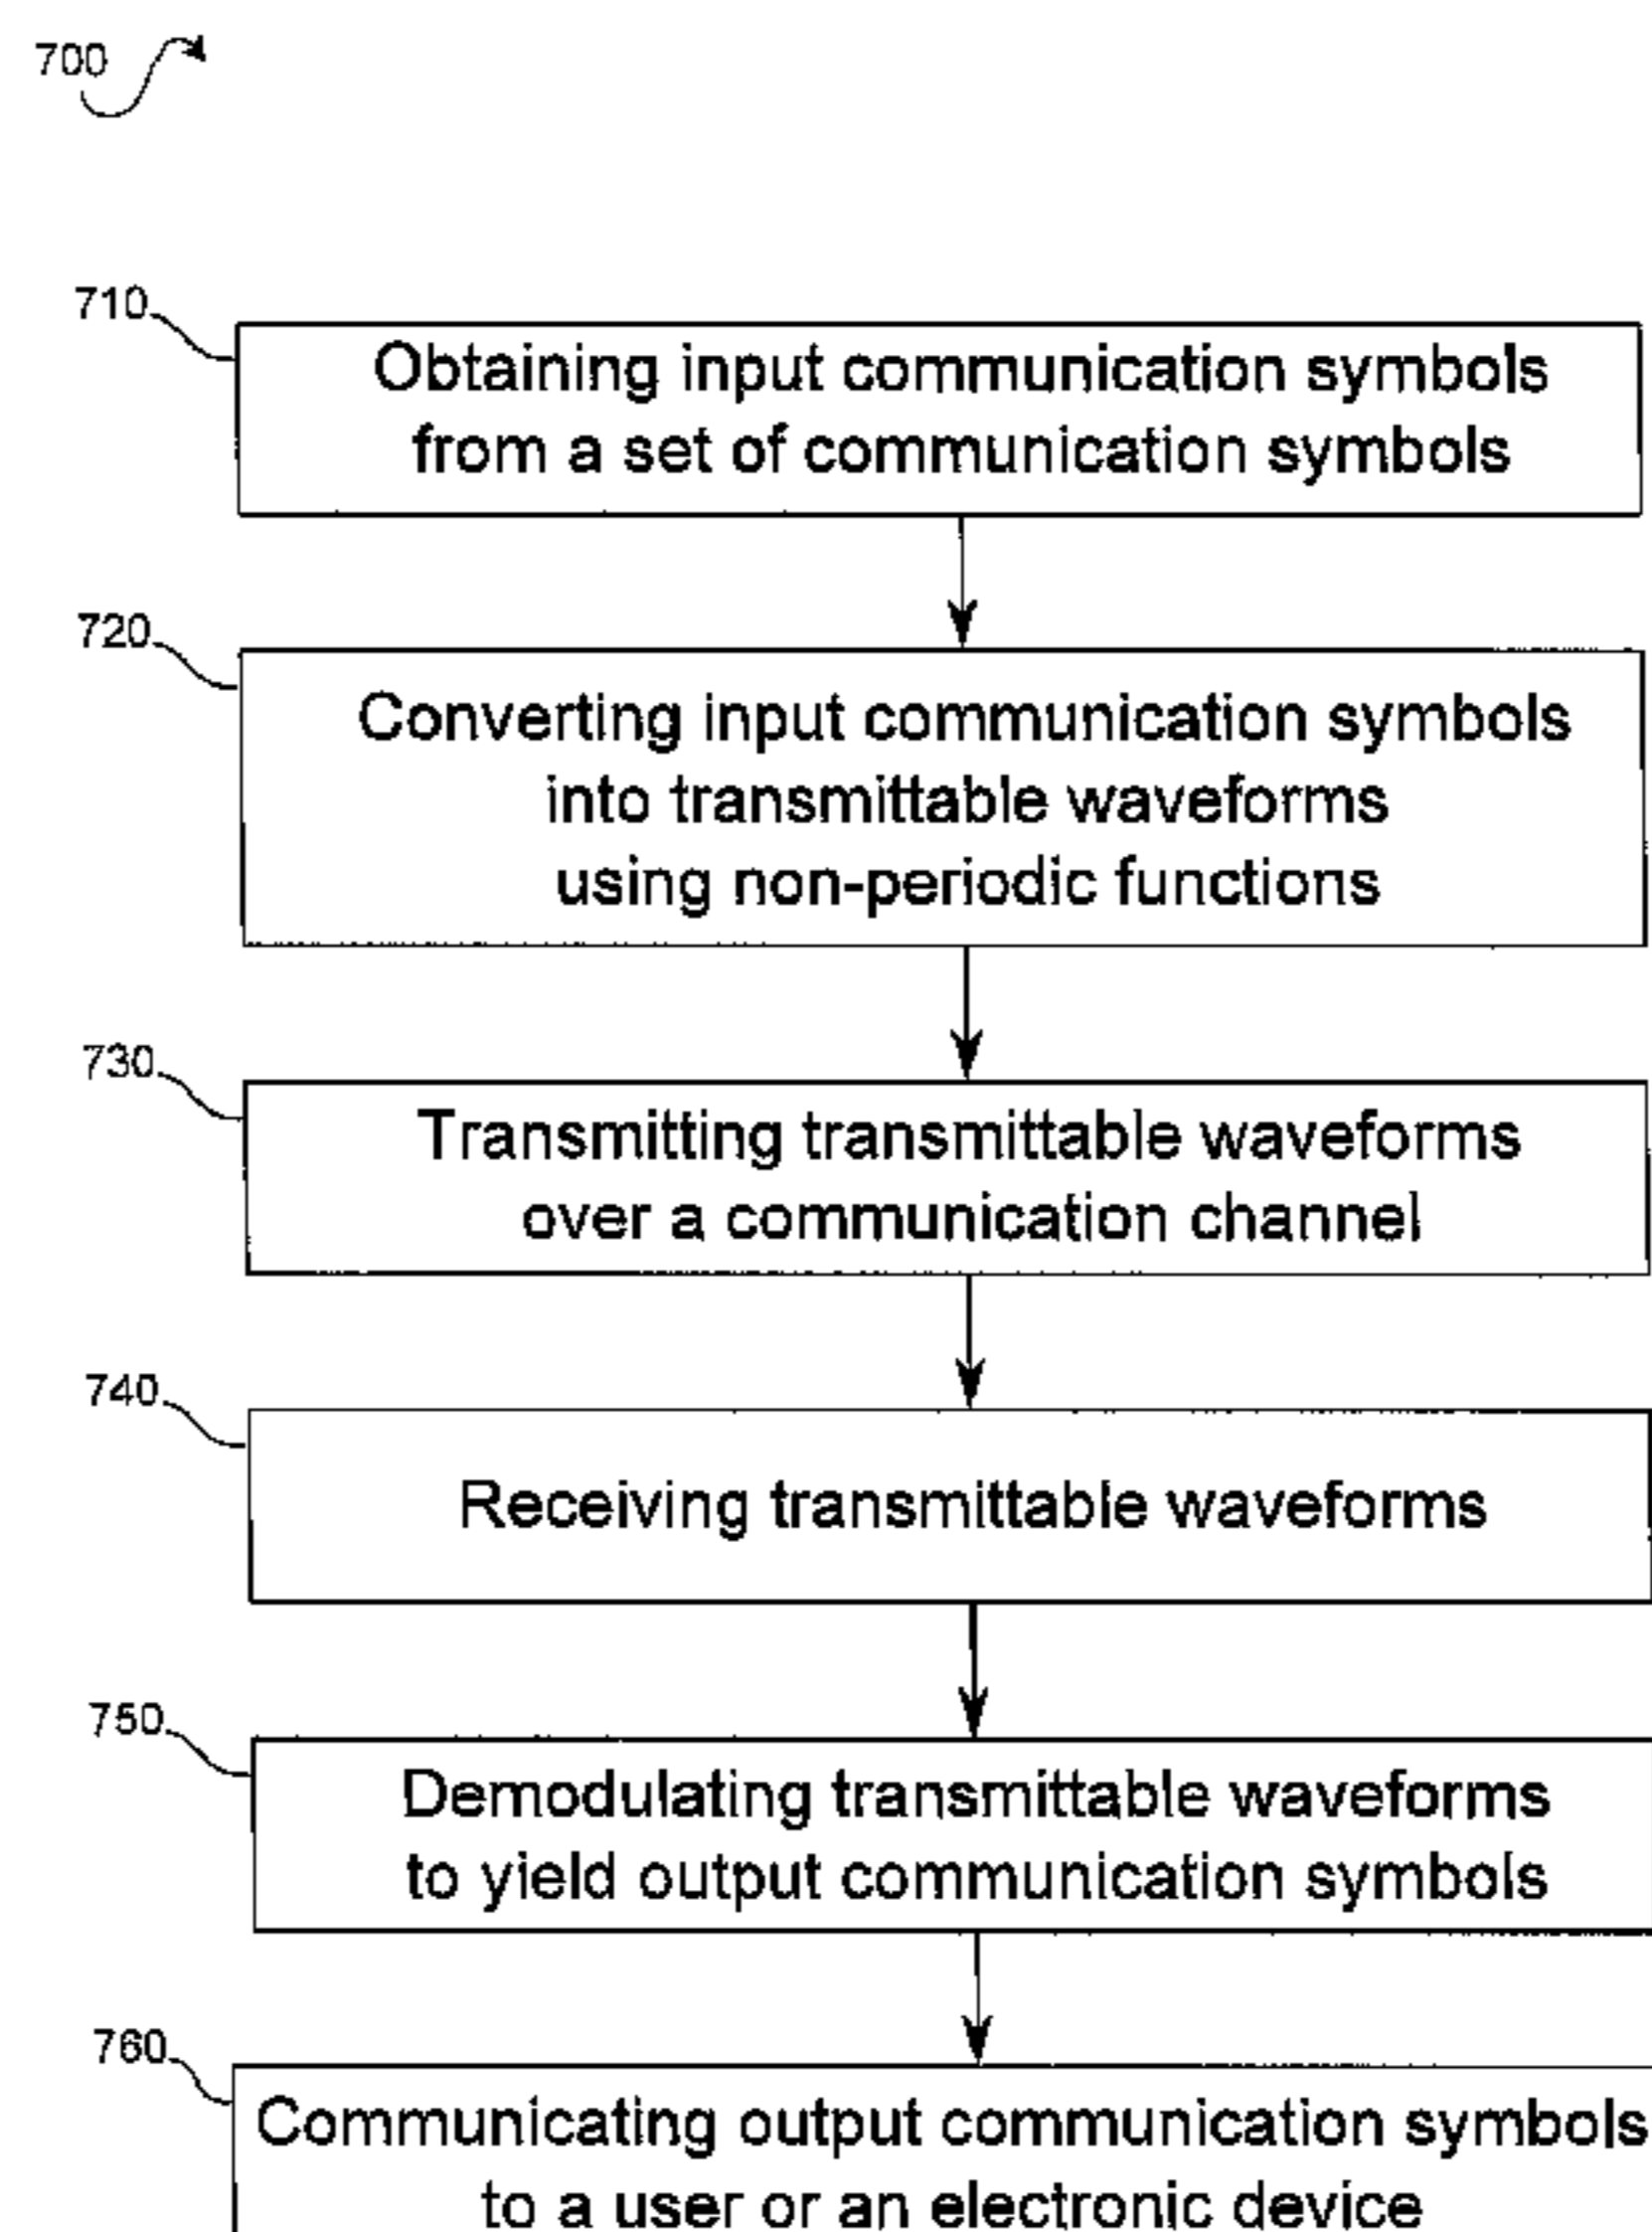 700
710
Obtaining input communication symbols
from a set of communication symbols
720
Converting input communication symbols
into transmittable waveforms
using non-periodic functions
730
Transmitting transmittable waveforms
over a communication channel
740
Receiving transmittable waveforms
750
Demodulating transmittable waveforms
to yield output communication symbols
760
Communicating output communication symbols
to a user or an electronic device